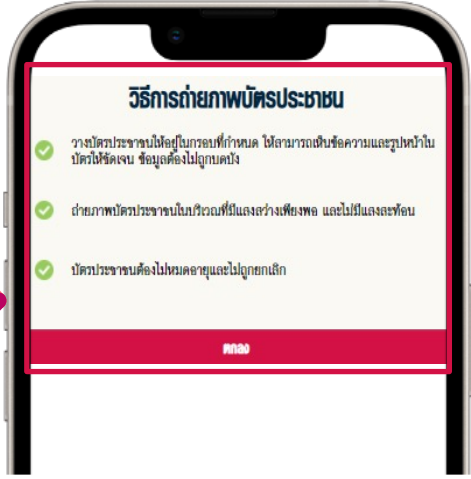 วิธีการถ่ายภาพบัตรประชาชน
วางบัตรประชาชนให้อยู่ในกรอบที่กำหนด ให้สามารถเห็นข้อความและรูปหน้าใน
บัตรให้ชัดเจน ข้อมูลต้องไม่ถูกบดบัง
ถ่ายภาพบัตรประชาชนในบริเวณที่มีแสงสว่างเพียงพอ และไม่มีแสงสะท้อน
บัตรประชาชนต้องไม่หมดอายุและไม่ถูกยกเลิก
ตกลง